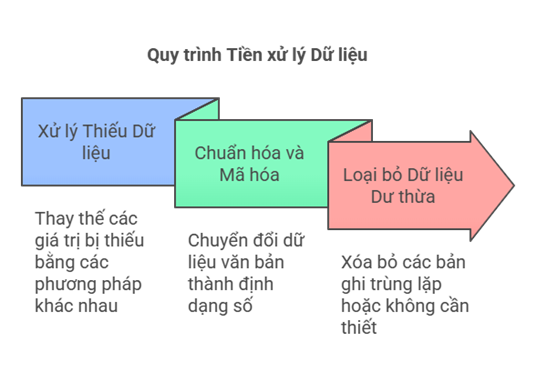 Quy trình Tiền xử lý Dữ liệu
Xử lý Thiếu Dữ
liệu
Chuẩn hóa và
Mã hóa
Loại bỏ Dữ liệu
Dư thừa
Thay thế các
giá trị bị thiếu
bằng các
phương pháp
khác nhau
Chuyển đổi dữ
liệu văn bản
thành định
dạng số
Xóa bỏ các bản
ghi trùng lặp
hoặc không cần
thiết